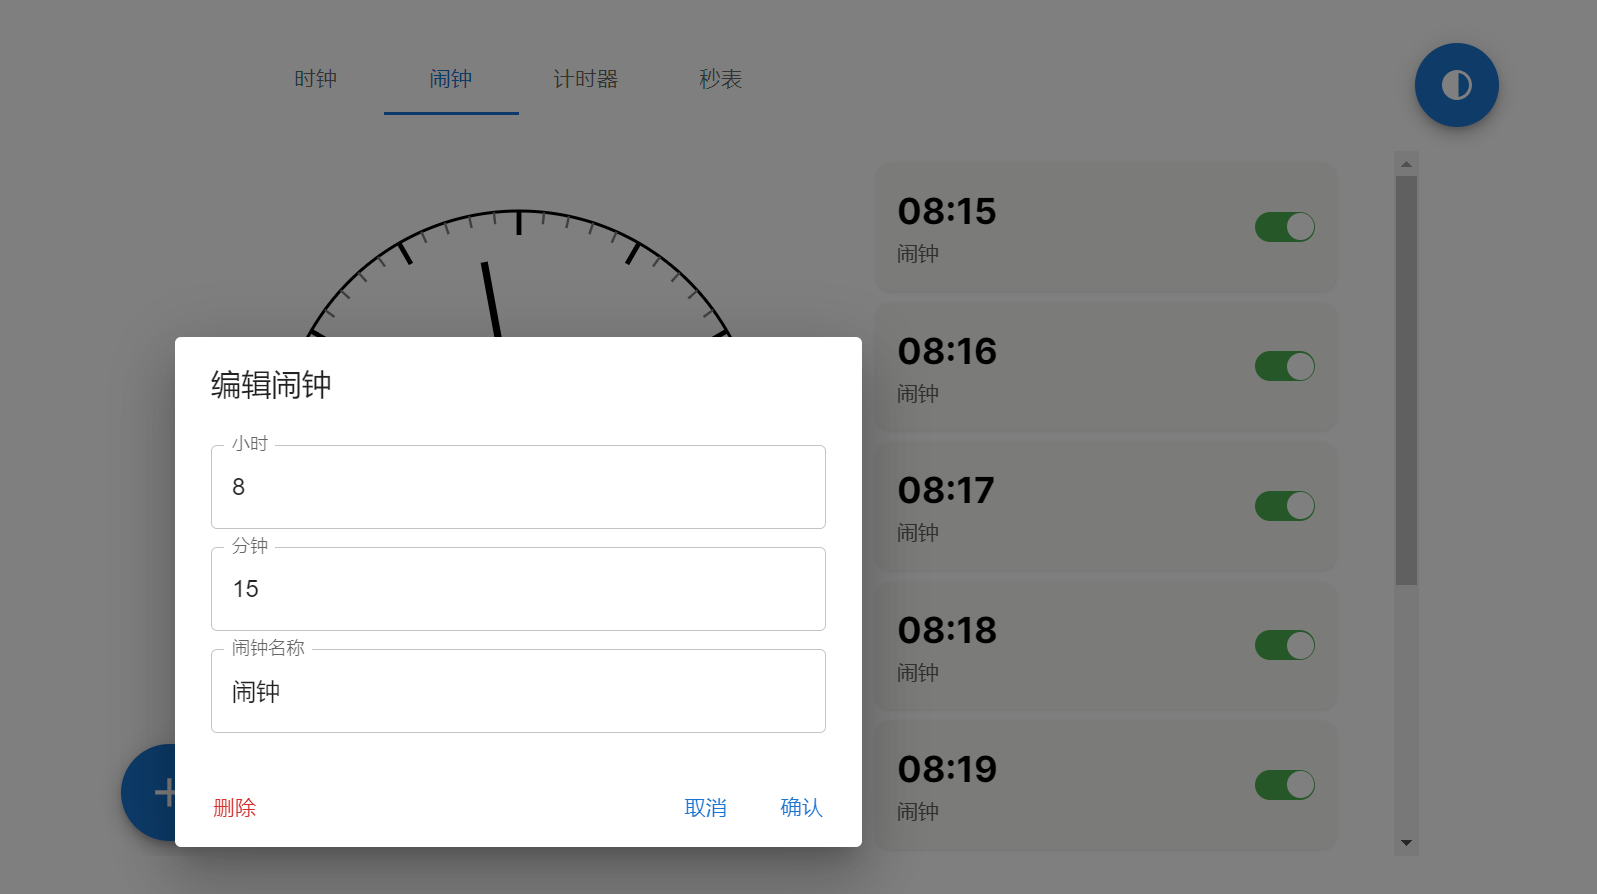 时钟
闹钟
计时器
秒表
08:15
闹钟
08:16
闹钟
08:17
闹钟
08:18
闹钟
08:19
闹钟
编辑闹钟
小时
8
分钟
15
闹钟名称
闹钟
删除
取消
确认